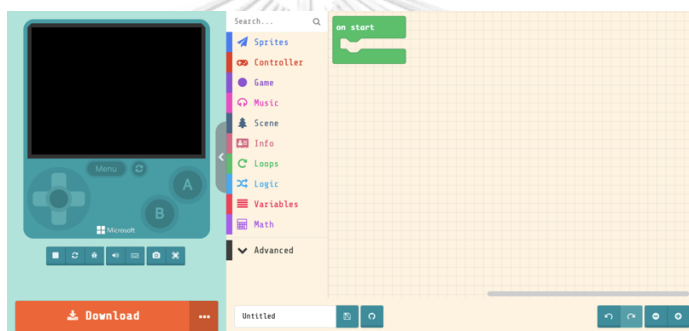 Search...
Sprites
Controller
Game
Music
Scene
Info
Loops
Logic
Variables
Math
Advanced
on start
Menu
A
B
Microsoft
Download
Untitled